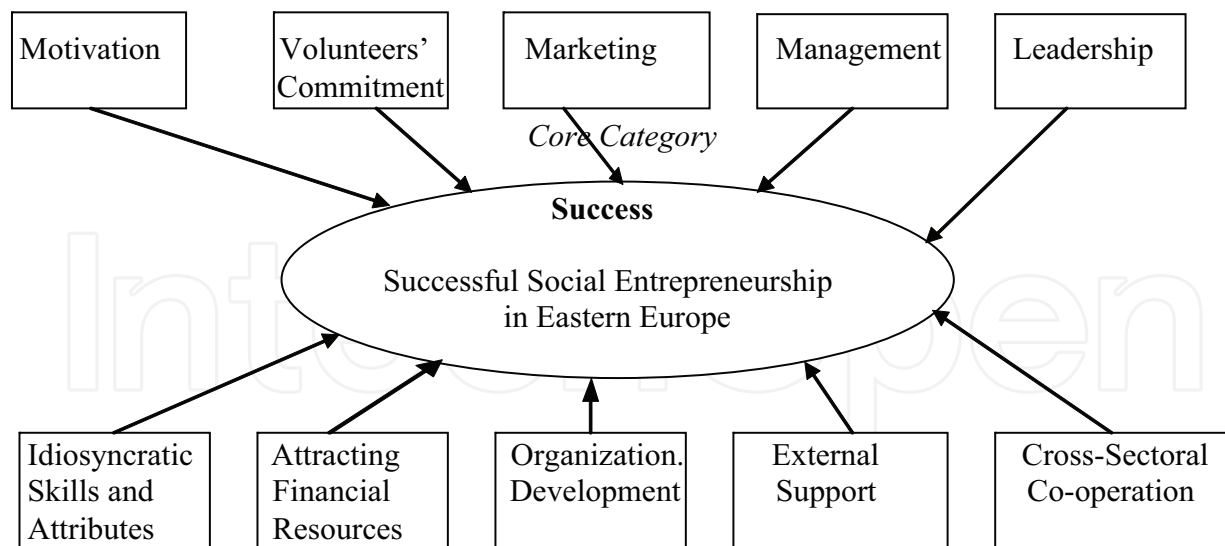 Motivation
Volunteers’
Commitment
Marketing
Management
Leadership
Core Category
Success
Successful Social Entrepreneurship
in Eastern Europe
Idiosyncratic
Skills and
Attributes
Attracting
Financial
Resources
Organization.
Development
External
Support
Cross-Sectoral
Co-operation